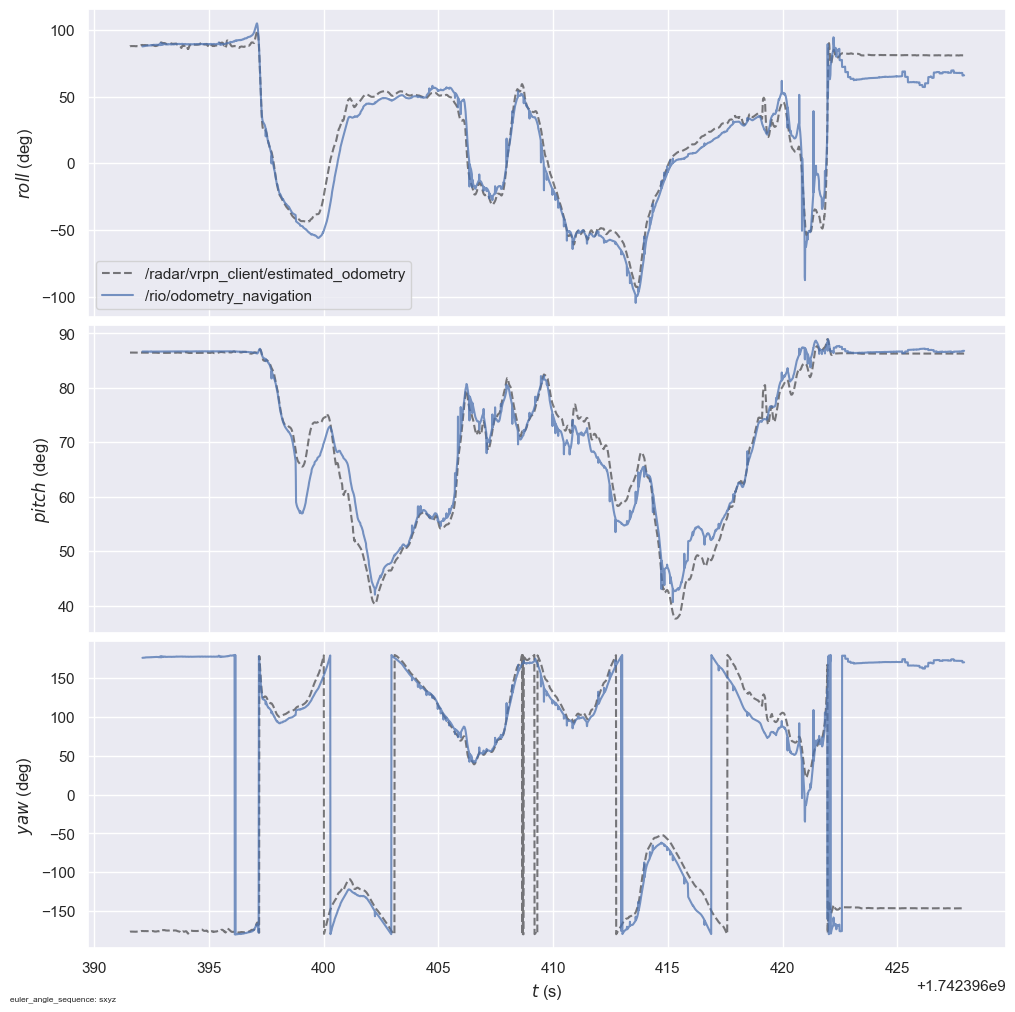 100
50
0
−50
−100
roll (deg)
/radar/vrpn_client/estimated_odometry
/rio/odometry_navigation
90
80
70
60
50
40
pitch (deg)
150
100
50
0
−50
−100
−150
yaw (deg)
390 395 400 405 410 415 420 425
t (s)
+1.742396e9
euler_angle_sequence: sxyz